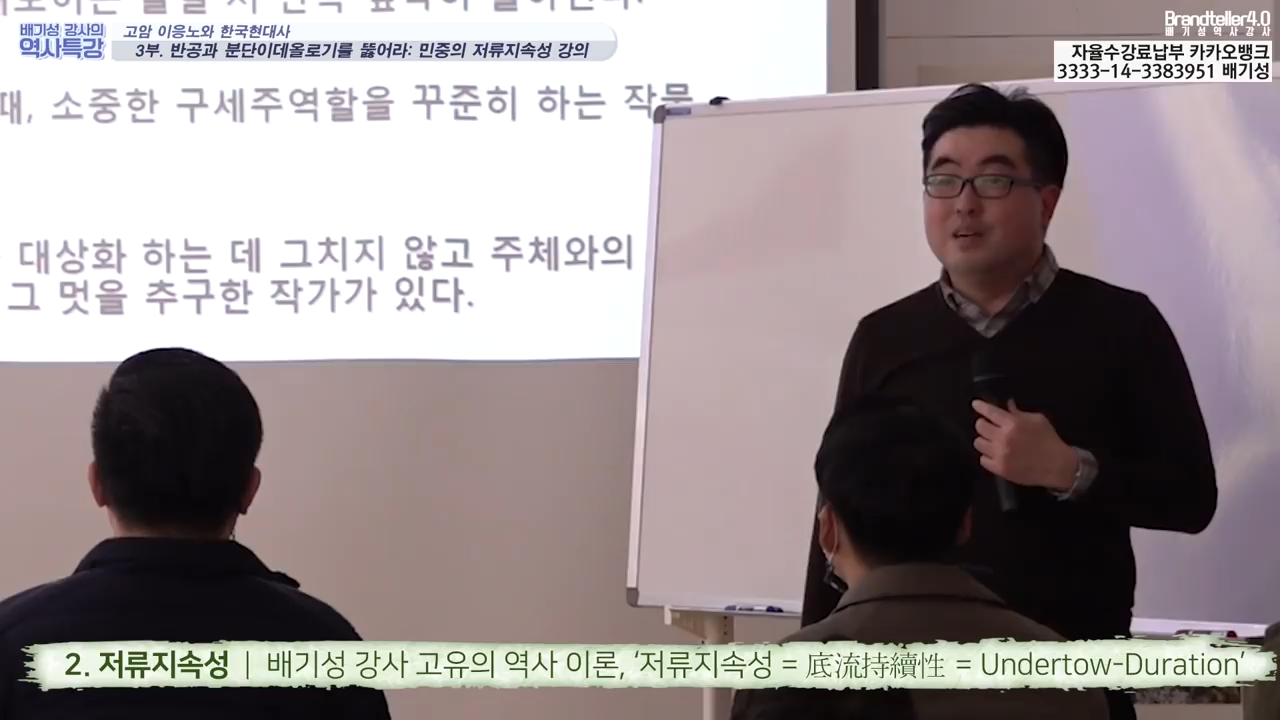 배기성 강사의
역사특강
고암 이응노와 한국현대사
3부. 반공과 분단이데올로기를 뚫어라: 민중의 저류지속성 강의
Brandteller4.0
배기성역사강사
자율수강료납부 카카오뱅크
3333-14-3383951 배기성
때, 소중한 구세주역할을 꾸준히 하는 작물
대상화 하는 데 그치지 않고 주체와의
그 멋을 추구한 작가가 있다.
2. 저류지속성 | 배기성 강사 고유의 역사 이론, ‘저류지속성 = 底流持續性 = Undertow-Duration’